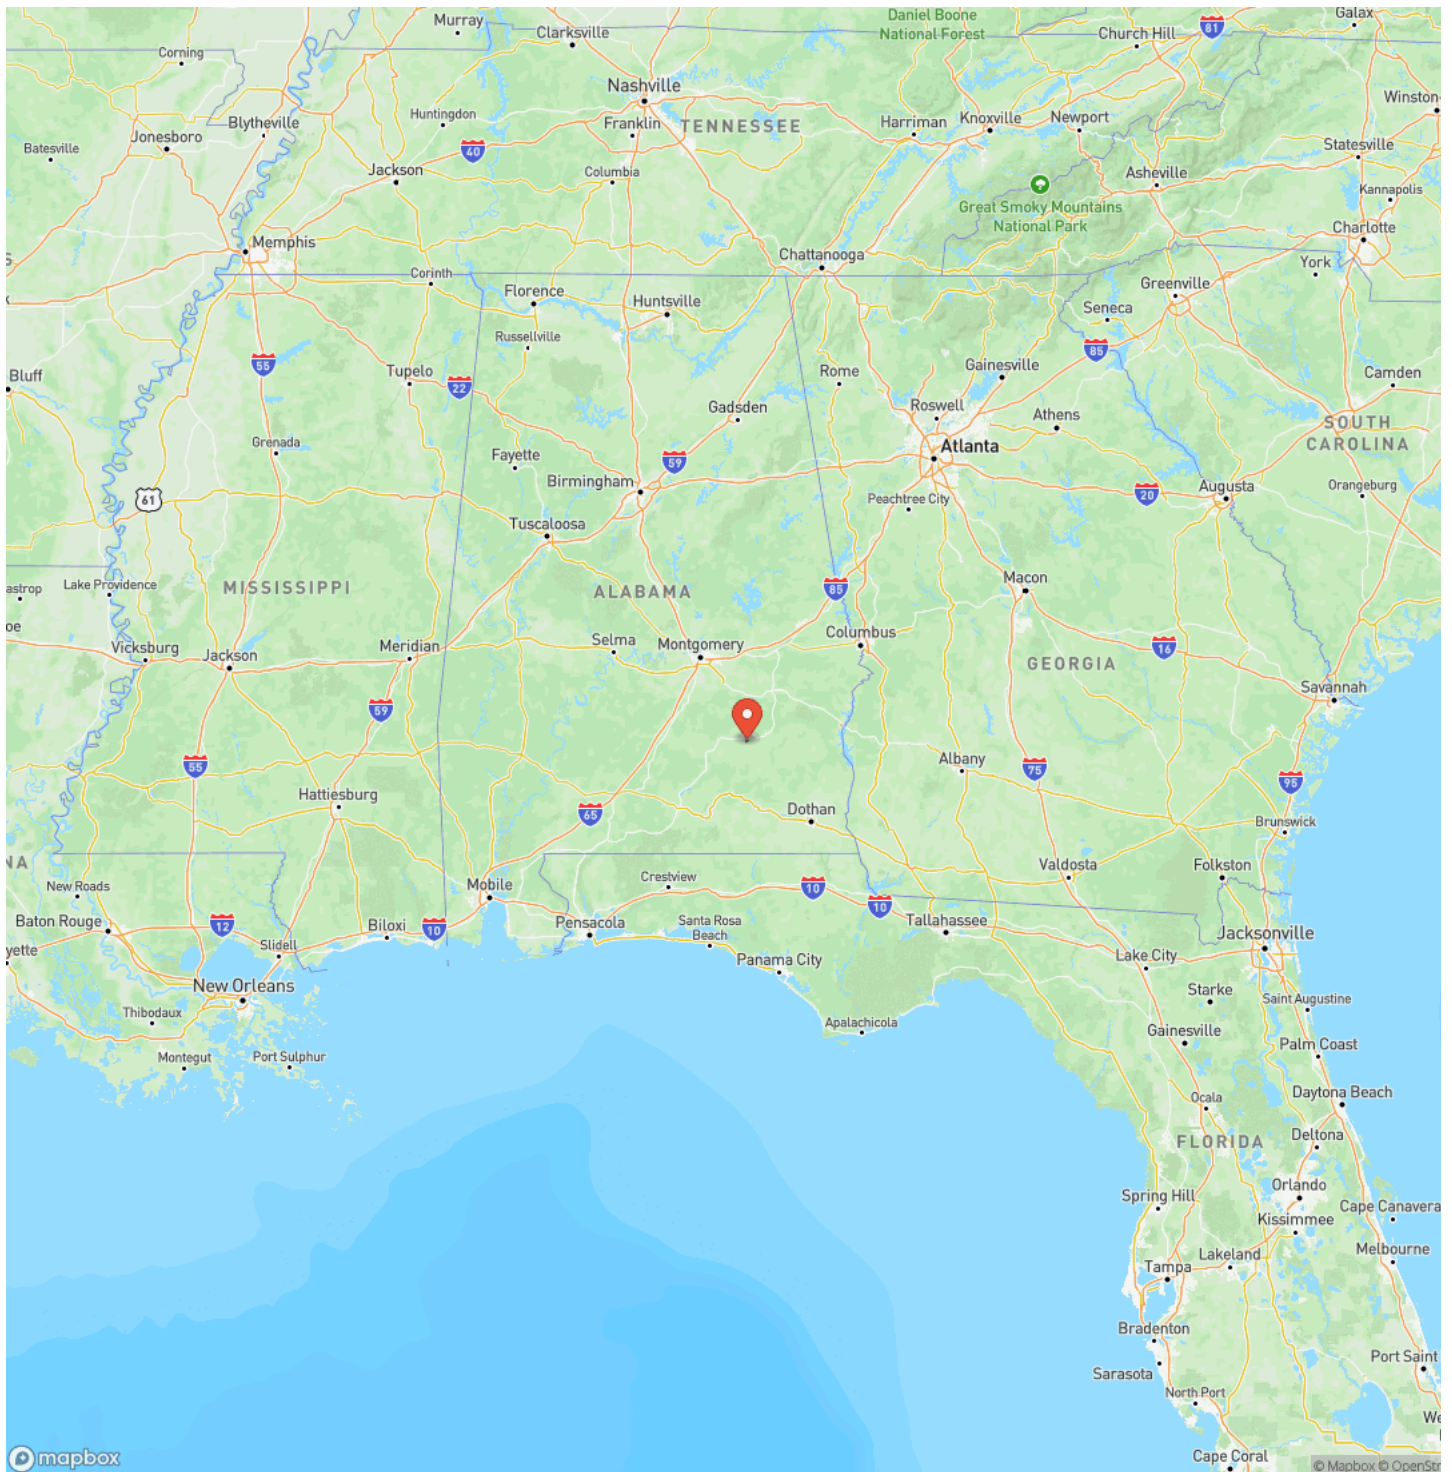 Murray
Daniel Boone
National Forest
Galax
Clarksville
Church Hill
81
Corning
Nashville
Winston-
Huntingdon
Blytheville
Franklin
TENNESSEE
Harriman
Knoxville
Newport
Jonesboro
Batesville
40
Statesville
Jackson
Columbia
Asheville
Kannapolis
Great Smoky Mountains
National Park
Charlotte
Memphis
Chattanooga
S
York
Corinth
Florence
Huntsville
Greenville
k
Seneca
Russellville
55
85
Tupelo
Rome
Gainesville
Bluff
22
Camden
Gadsden
Roswell
Athens
SOUTH
CAROLINA
Grenada
Atlanta
Fayette
59
Birmingham
61
Peachtree City
20
Augusta
Orangeburg
Tuscaloosa
Macon
astrop
Lake Providence
MISSISSIPPI
ALABAMA
85
oe
Vicksburg
Jackson
Meridian
Selma
Montgomery
Columbus
16
GEORGIA
Savannah
59
55
Albany
75
95
Hattiesburg
65
Dothan
Brunswick
NA
Valdosta
Folkston
New Roads
Mobile
Crestview
10
10
Baton Rouge
12
Biloxi
10
Pensacola
Santa Rosa
Beach
Tallahassee
Jacksonville
yette
Slidell
Panama City
Lake City
New Orleans
Starke
Saint Augustine
Thibodaux
Apalachicola
Gainesville
Palm Coast
Montegut
Port Sulphur
Daytona Beach
Ocala
FLORIDA
Deltona
Orlando
Spring Hill
Cape Canavera
Kissimmee
Lakeland
Melbourne
Tampa
Bradenton
Port Saint
Sarasota
North Port
We
Cape Coral
mapbox
© Mapbox © OpenStr